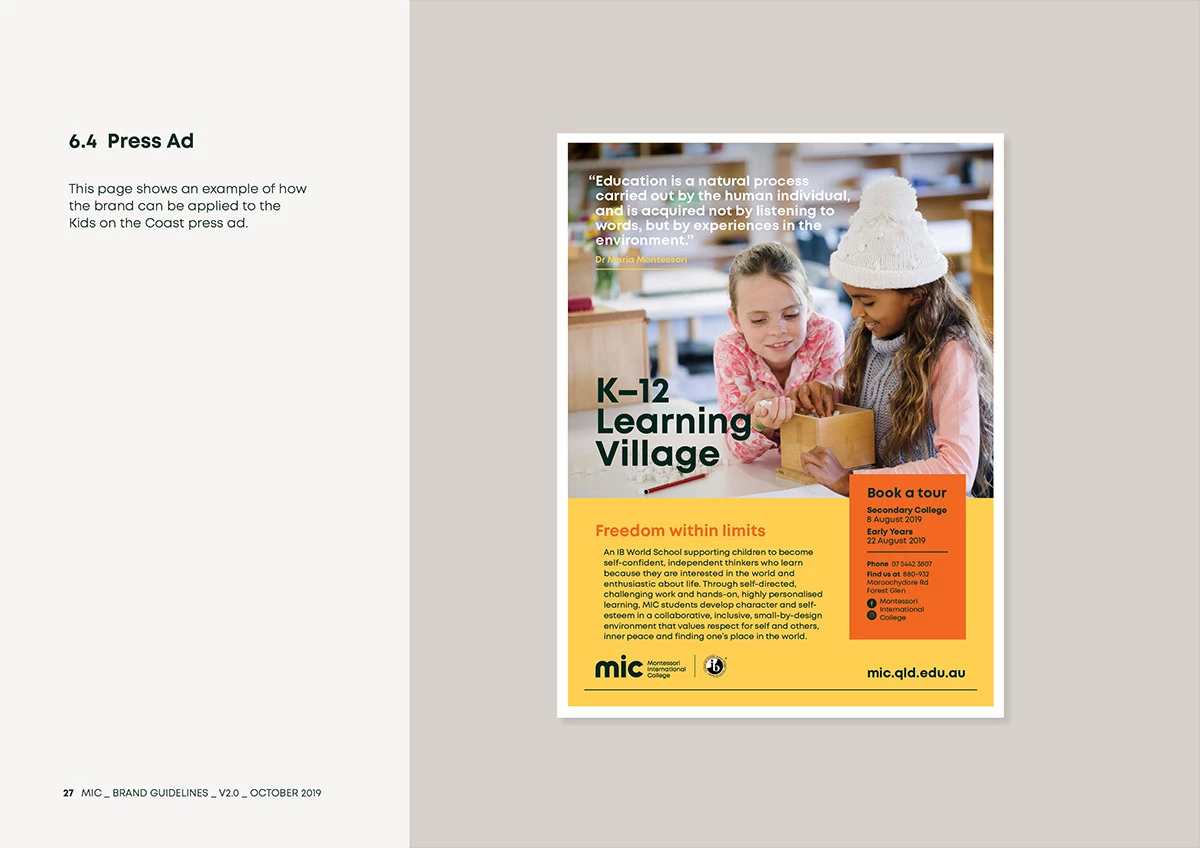 6.4 Press Ad
This page shows an example of how
the brand can be applied to the
Kids on the Coast press ad.
“Education is a natural process
carried out by the human individual,
and is acquired not by listening to
words, but by experiences in the
environment.”
Dr Maria Montessori
K–12
Learning
Village
Freedom within limits
An IB World School supporting children to become
self-confident, independent thinkers who learn
because they are interested in the world and
enthusiastic about life. Through self-directed,
challenging work and hands-on, highly personalised
learning, MIC students develop character and self-
esteem in a collaborative, inclusive, small-by-design
environment that values respect for self and others,
inner peace and finding one’s place in the world.
Book a tour
Secondary College
8 August 2019
Early Years
22 August 2019
Phone 07 5442 3807
Find us at 880-932
Maroochydore Rd
Forest Glen
Montessori
International
College
mic
Montessori
International
College
mic.qld.edu.au
27 MIC _ BRAND GUIDELINES _ V2.0 _ OCTOBER 2019